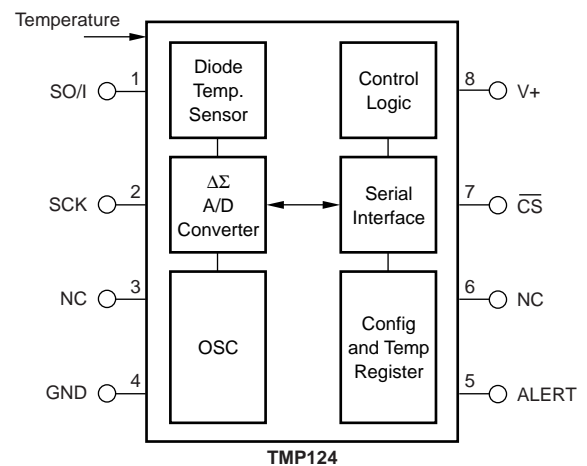 Temperature
SO/I
1
SCK
2
NC
3
GND
4
Diode
Temp.
Sensor
ΔΣ
A/D
Converter
OSC
Control
Logic
Serial
Interface
Config
and Temp
Register
8
V+
7
C̅S̅
6
NC
5
ALERT
TMP124